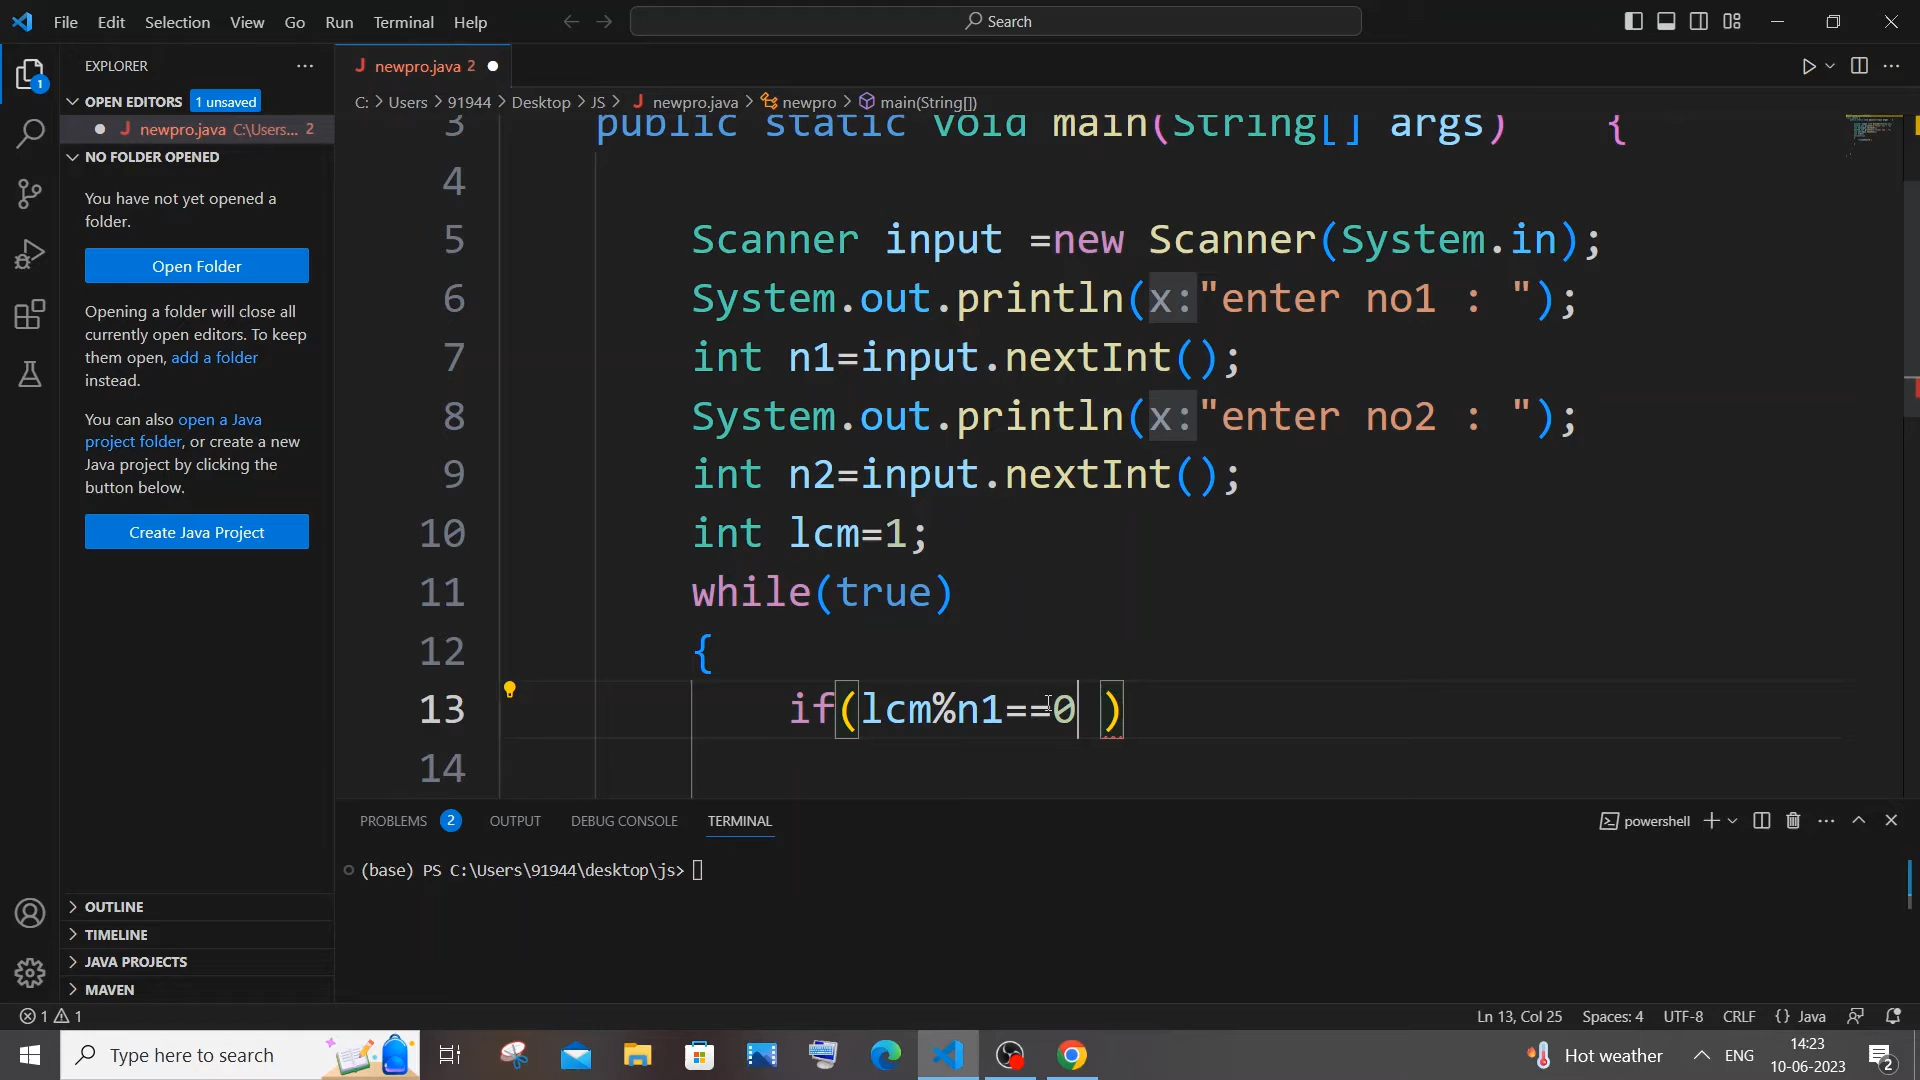 File Edit Selection View Go Run Terminal Help
Search
EXPLORER
newpro.java 2
OPEN EDITORS 1 unsaved
C: > Users > 91944 > Desktop > JS > newpro.java > newpro > main(String[])
newpro.java C:\Users... 2
NO FOLDER OPENED
You have not yet opened a
folder.
Open Folder
Opening a folder will close all
currently open editors. To keep
them open, add a folder
instead.
You can also open a Java
project folder, or create a new
Java project by clicking the
button below.
Create Java Project
3 public static void main(String[] args) {
4
5 Scanner input =new Scanner(System.in);
6 System.out.println(x:"enter no1 : ");
7 int n1=input.nextInt();
8 System.out.println(x:"enter no2 : ");
9 int n2=input.nextInt();
10 int lcm=1;
11 while(true)
12 {
13 if(lcm%n1==0 )
14
PROBLEMS 2 OUTPUT DEBUG CONSOLE TERMINAL
powershell
(base) PS C:\Users\91944\desktop\js>
OUTLINE
TIMELINE
JAVA PROJECTS
MAVEN
1 1
Ln 13, Col 25 Spaces: 4 UTF-8 CRLF {} Java
Type here to search
Hot weather
ENG
14:23
10-06-2023
2
1